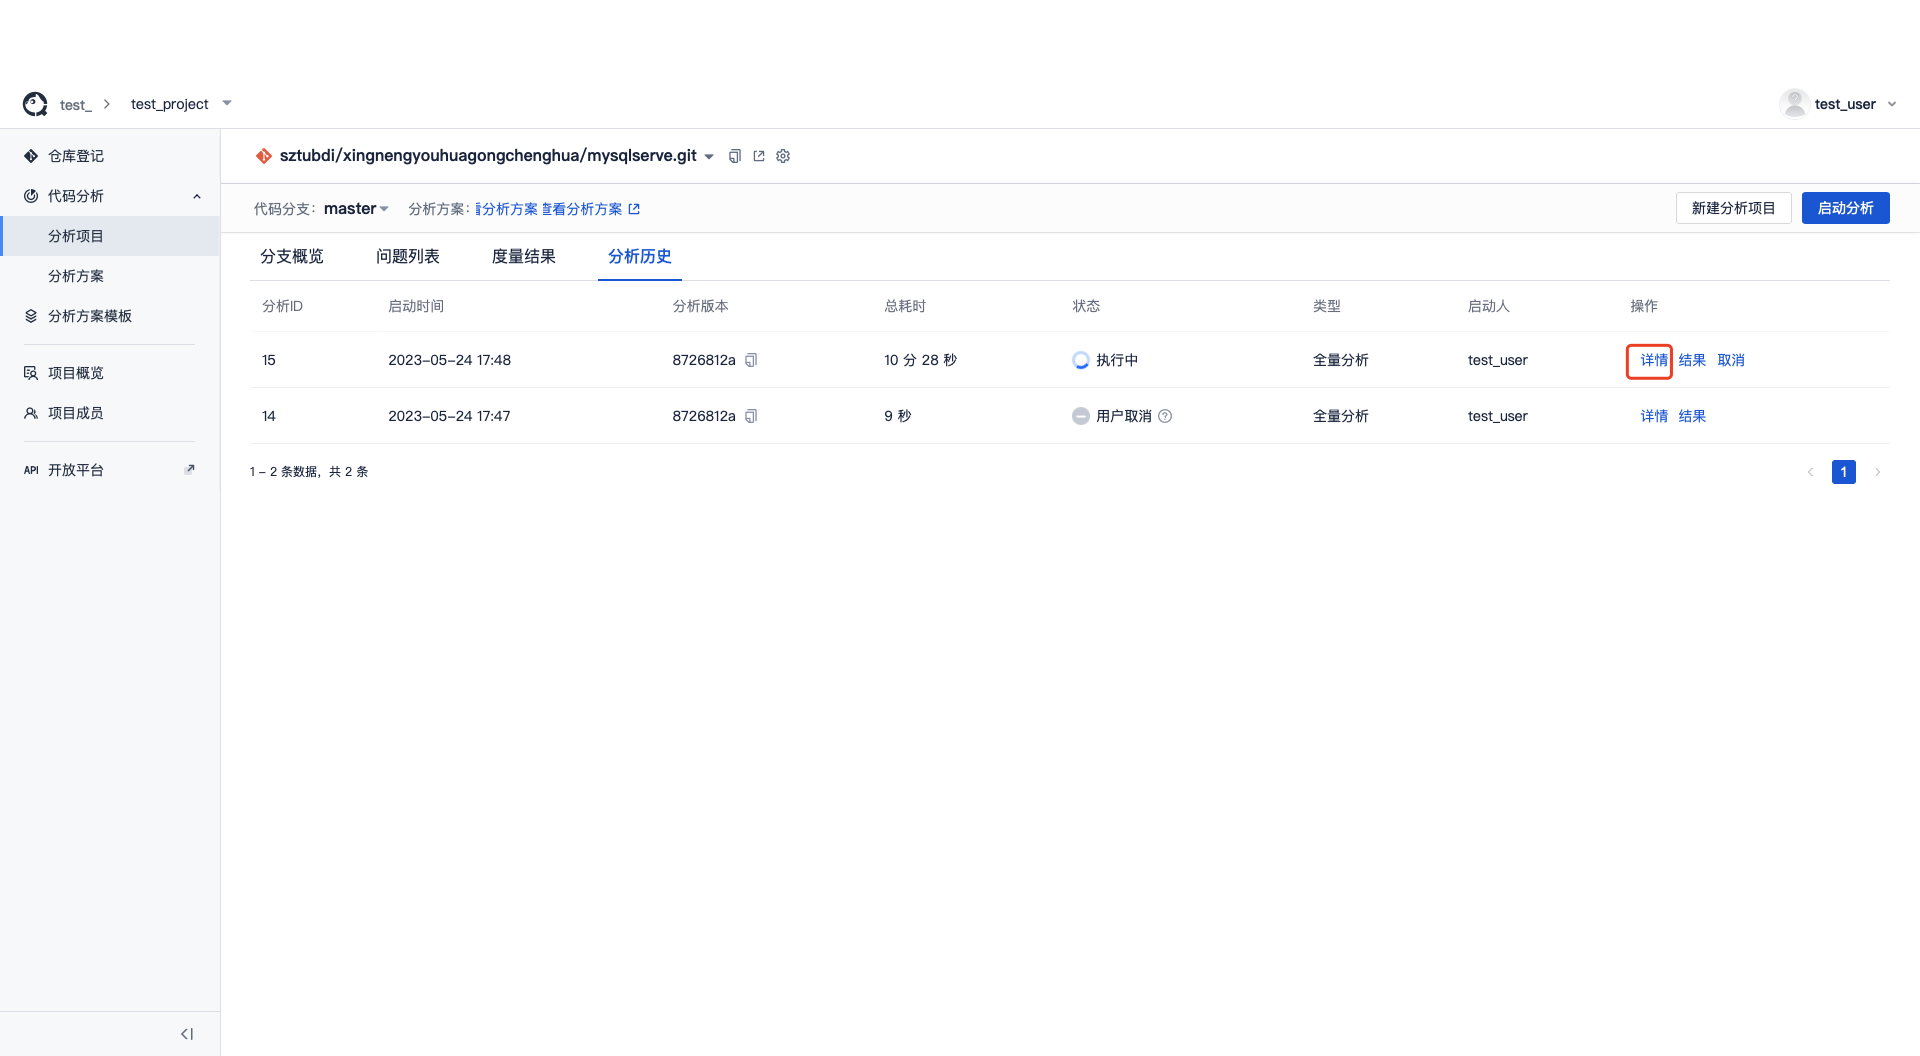 test_ > test_project
test_user
仓库登记
代码分析
分析项目
分析方案
分析方案模板
项目概览
项目成员
API 开放平台
sztubdi/xingnengyouhuagongchenghua/mysqlserve.git
代码分支： master 分析方案： 分析方案 查看分析方案
新建分析项目 启动分析
分支概览 问题列表 度量结果 分析历史
分析ID 启动时间 分析版本 总耗时 状态 类型 启动人 操作
15 2023-05-24 17:48 8726812a 10 分 28 秒 执行中 全量分析 test_user 详情 结果 取消
14 2023-05-24 17:47 8726812a 9 秒 用户取消 全量分析 test_user 详情 结果
1 - 2 条数据，共 2 条
1